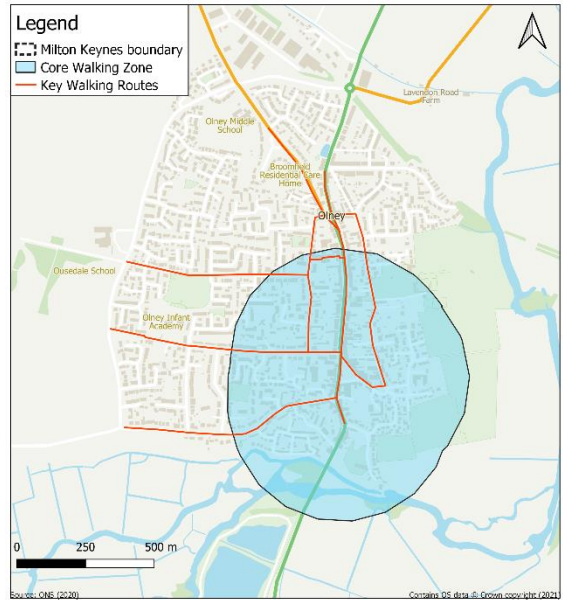 Legend
Milton Keynes boundary
Core Walking Zone
Key Walking Routes
Lavendon Road
Farm
Olney Middle
School
Broomfield
Residential Care
Home
Olney
Ousedale School
Olney Infant
Academy
0 250 500 m
Source: ONS (2020)
Contains OS data © Crown copyright (2021)